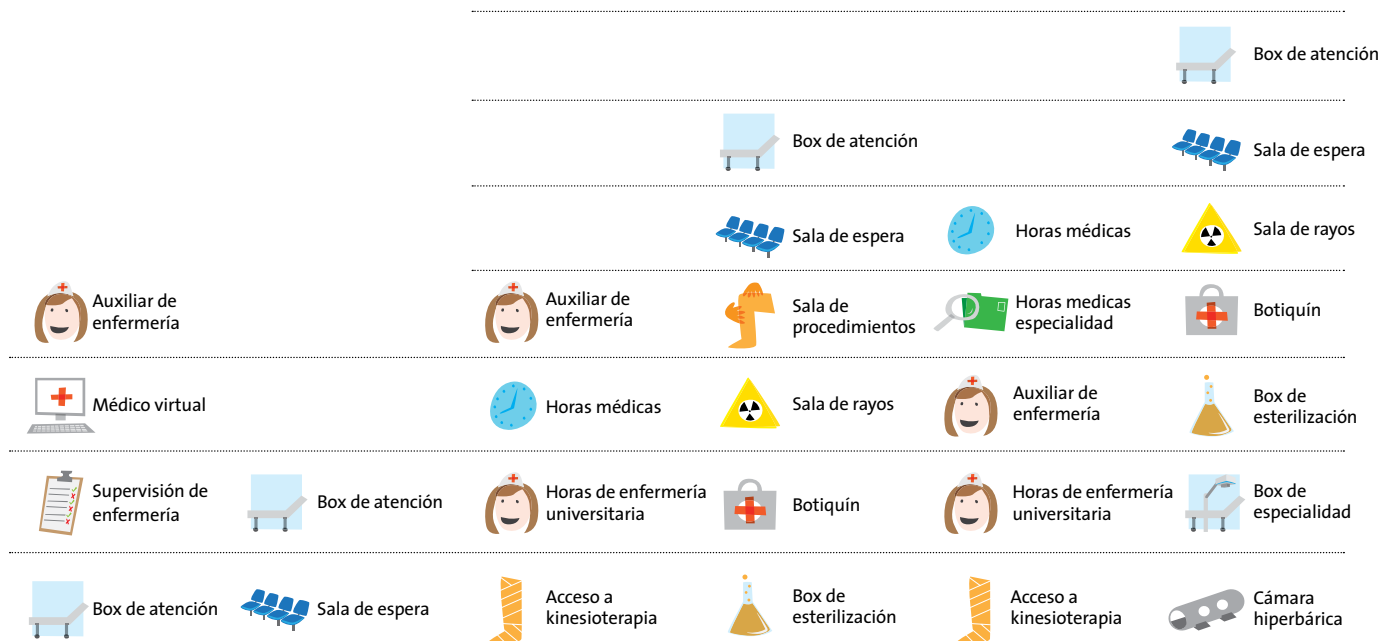 Box de atención
Box de atención
Sala de espera
Sala de espera
Horas médicas
Sala de rayos
Auxiliar de
enfermería
Auxiliar de
enfermería
Sala de
procedimientos
Horas medicas
especialidad
Botiquín
Médico virtual
Horas médicas
Sala de rayos
Auxiliar de
enfermería
Box de
esterilización
Supervisión de
enfermería
Box de atención
Horas de enfermería
universitaria
Botiquín
Horas de enfermería
universitaria
Box de
especialidad
Box de atención
Sala de espera
Acceso a
kinesioterapia
Box de
esterilización
Acceso a
kinesioterapia
Cámara
hiperbárica